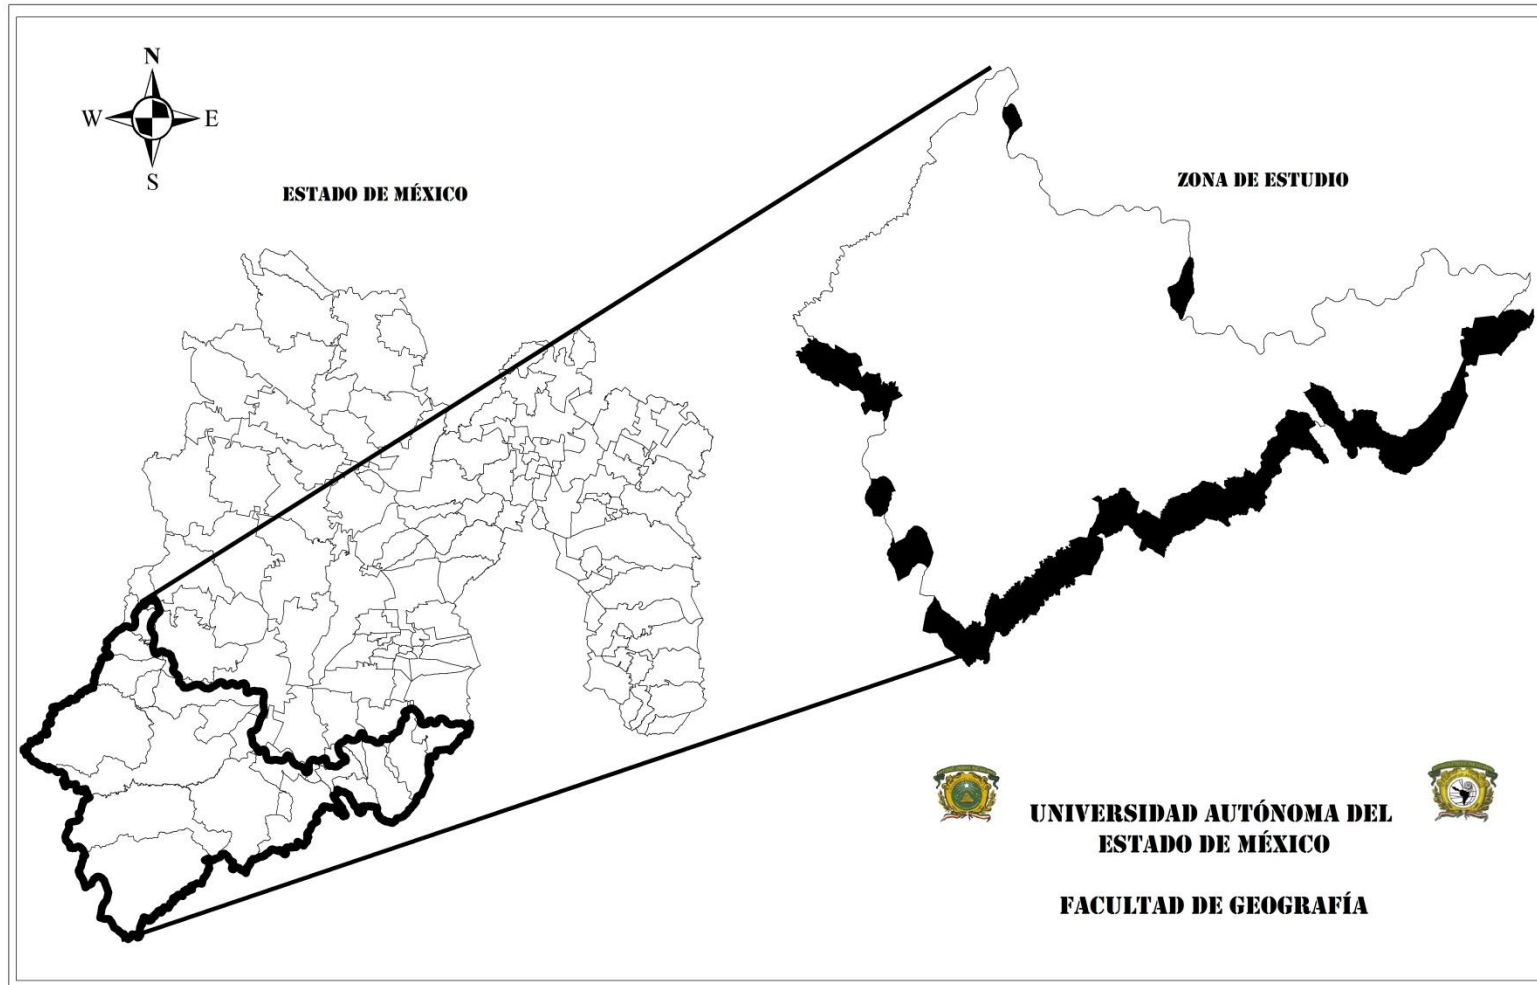 N
W E
S
ESTADO DE MÉXICO
ZONA DE ESTUDIO
UNIVERSIDAD AUTÓNOMA DEL
ESTADO DE MÉXICO
FACULTAD DE GEOGRAFÍA